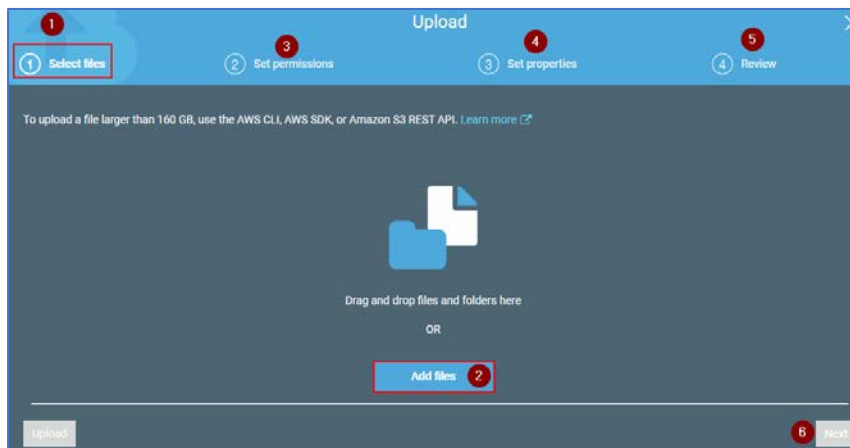 1
Upload
3
4
5
1 Select files
2 Set permissions
3 Set properties
4 Review
To upload a file larger than 160 GB, use the AWS CLI, AWS SDK, or Amazon S3 REST API. Learn more
Drag and drop files and folders here
OR
Add files 2
Upload
6 Next